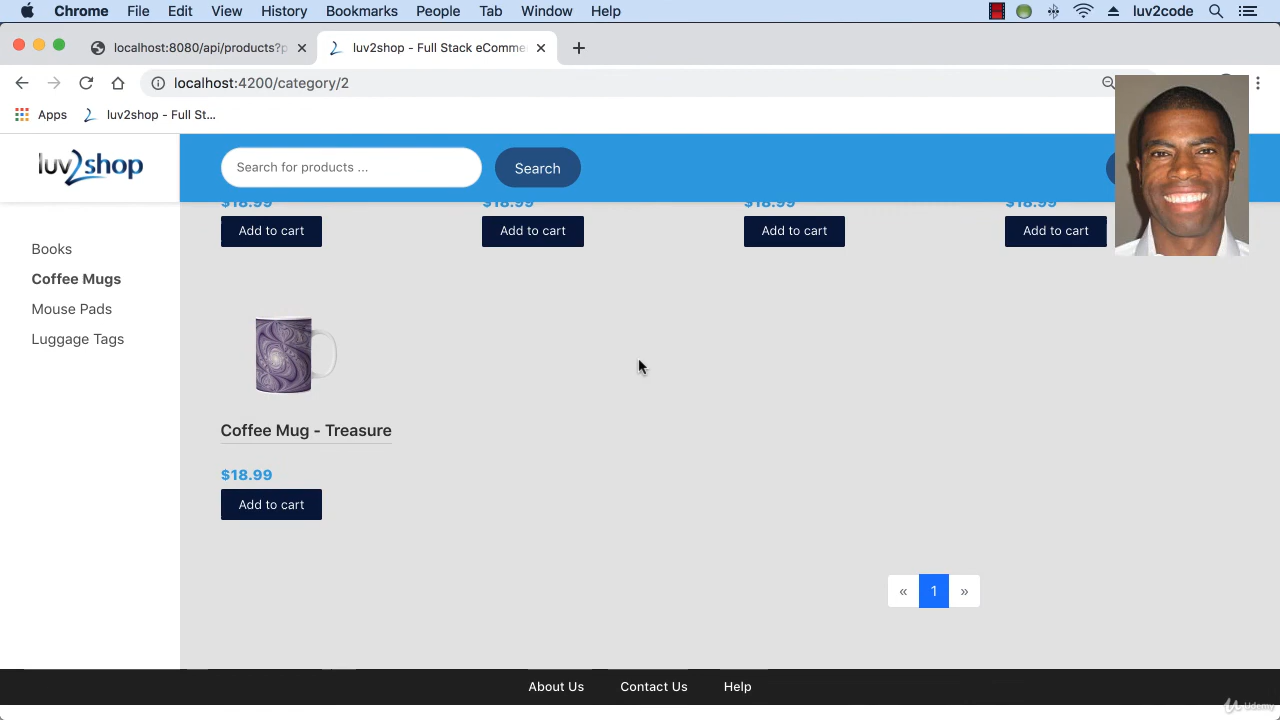 Chrome File Edit View History Bookmarks People Tab Window Help luv2code
localhost:8080/api/products?p luv2shop - Full Stack eComme
localhost:4200/category/2
Apps luv2shop - Full St...
luv2shop
Search for products ...
Search
Books
Coffee Mugs
Mouse Pads
Luggage Tags
$18.99 $18.99 $18.99 $18.99
Add to cart Add to cart Add to cart Add to cart
Coffee Mug - Treasure
$18.99
Add to cart
« 1 »
About Us Contact Us Help
Udemy